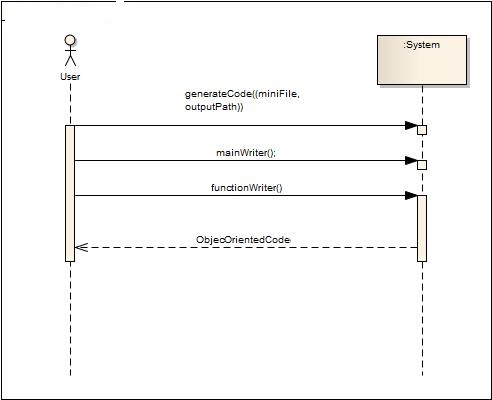 :System
User
generateCode((miniFile,
outputPath))
mainWriter();
functionWriter()
ObjecOrientedCode